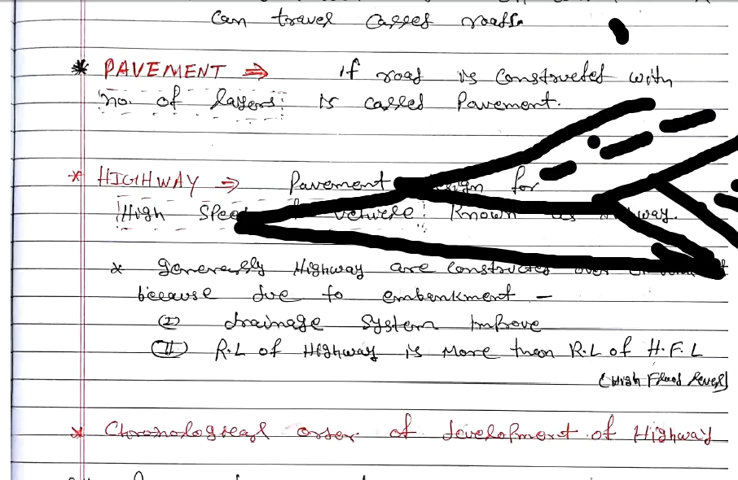 can travel called roads.
* PAVEMENT ⇒ if road is constructed with
no. of layers is called Pavement.
* HIGHWAY ⇒ Pavement for
High Speed vehicle Known
* generally Highway are constructed over
because due to embankment –
(I) drainage system Improve
(II) R.L of Highway is More than R.L of H.F.L
(High Flood level)
* Chronological order of development of Highway